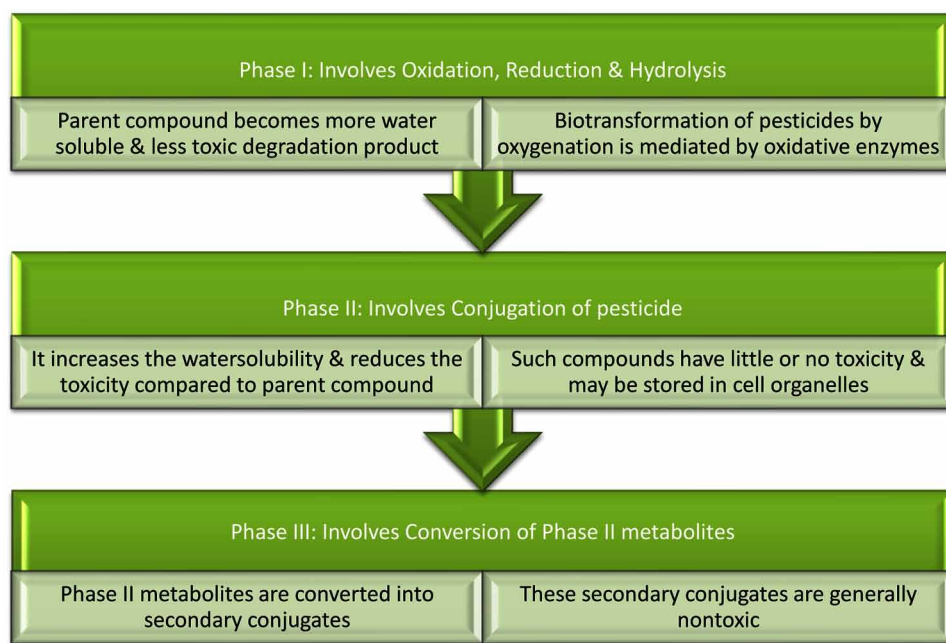 Phase I: Involves Oxidation, Reduction & Hydrolysis
Parent compound becomes more water
soluble & less toxic degradation product
Biotransformation of pesticides by
oxygenation is mediated by oxidative enzymes
Phase II: Involves Conjugation of pesticide
It increases the watersolubility & reduces the
toxicity compared to parent compound
Such compounds have little or no toxicity &
may be stored in cell organelles
Phase III: Involves Conversion of Phase II metabolites
Phase II metabolites are converted into
secondary conjugates
These secondary conjugates are generally
nontoxic